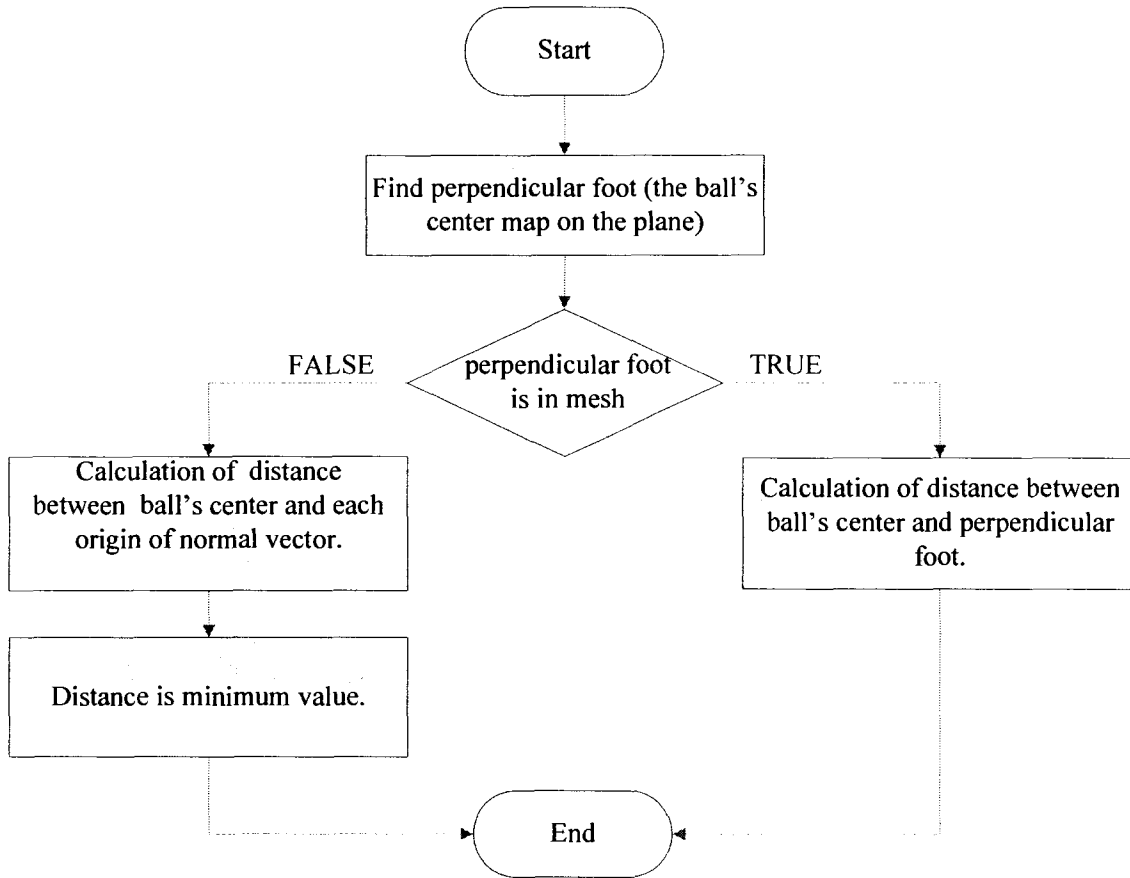 Start
Find perpendicular foot (the ball's
center map on the plane)
FALSE
perpendicular foot
is in mesh
TRUE
Calculation of distance
between ball's center and each
origin of normal vector.
Calculation of distance between
ball's center and perpendicular
foot.
Distance is minimum value.
End